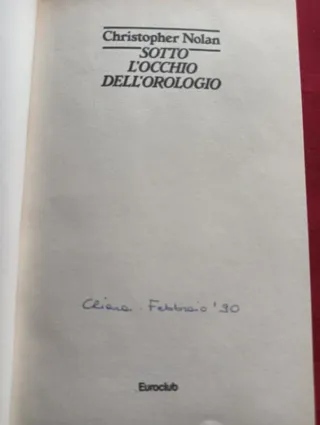 Christopher Nolan
SOTTO
L'OCCHIO
DELL'OROLOGIO
Chiara Febbraio '90
Euroclub